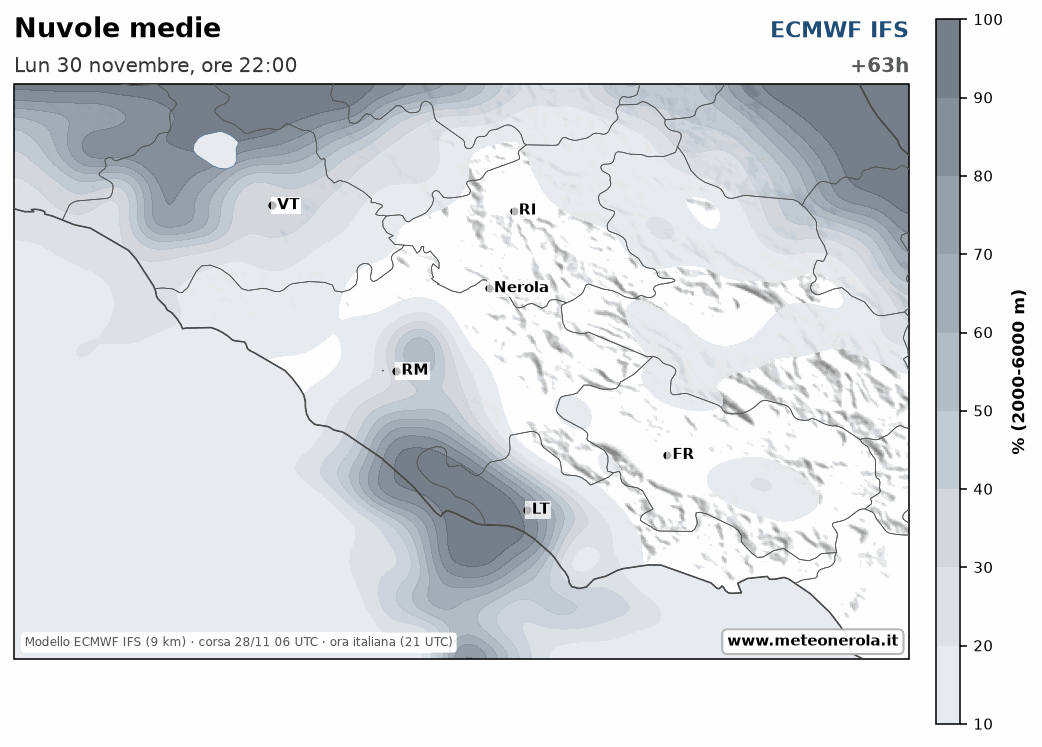 Nuvole medie
ECMWF IFS
Lun 30 novembre, ore 22:00
+63h
VT
RI
Nerola
RM
FR
LT
Modello ECMWF IFS (9 km) · corsa 28/11 06 UTC · ora italiana (21 UTC)
www.meteonerola.it
100
90
80
70
60
50
40
30
20
10
% (2000-6000 m)